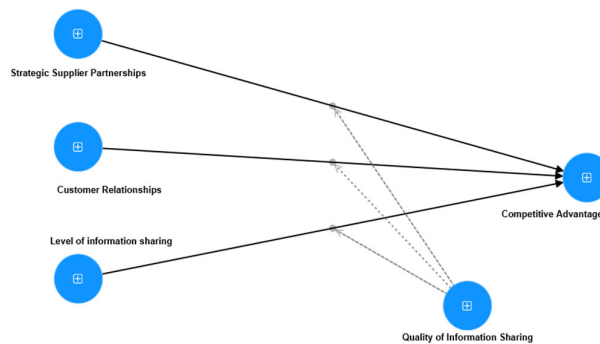 Strategic Supplier Partnerships
Customer Relationships
Level of information sharing
Competitive Advantage
Quality of Information Sharing